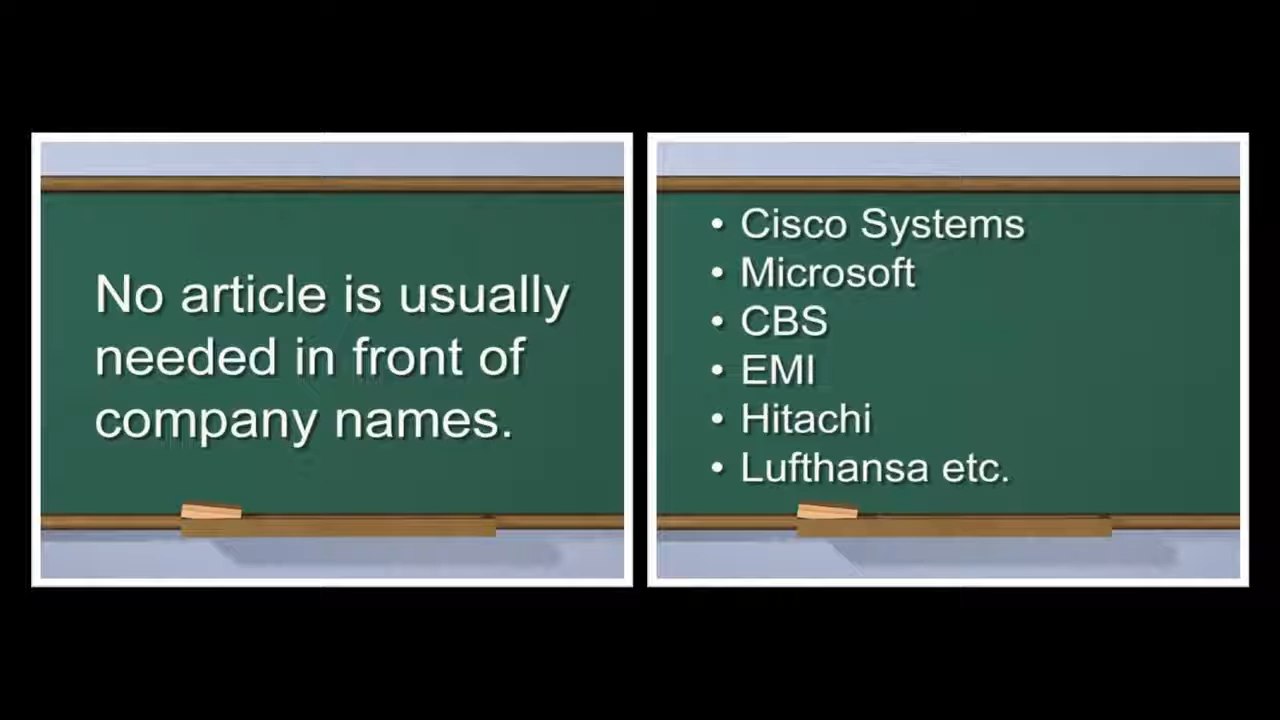 No article is usually
needed in front of
company names.
• Cisco Systems
• Microsoft
• CBS
• EMI
• Hitachi
• Lufthansa etc.